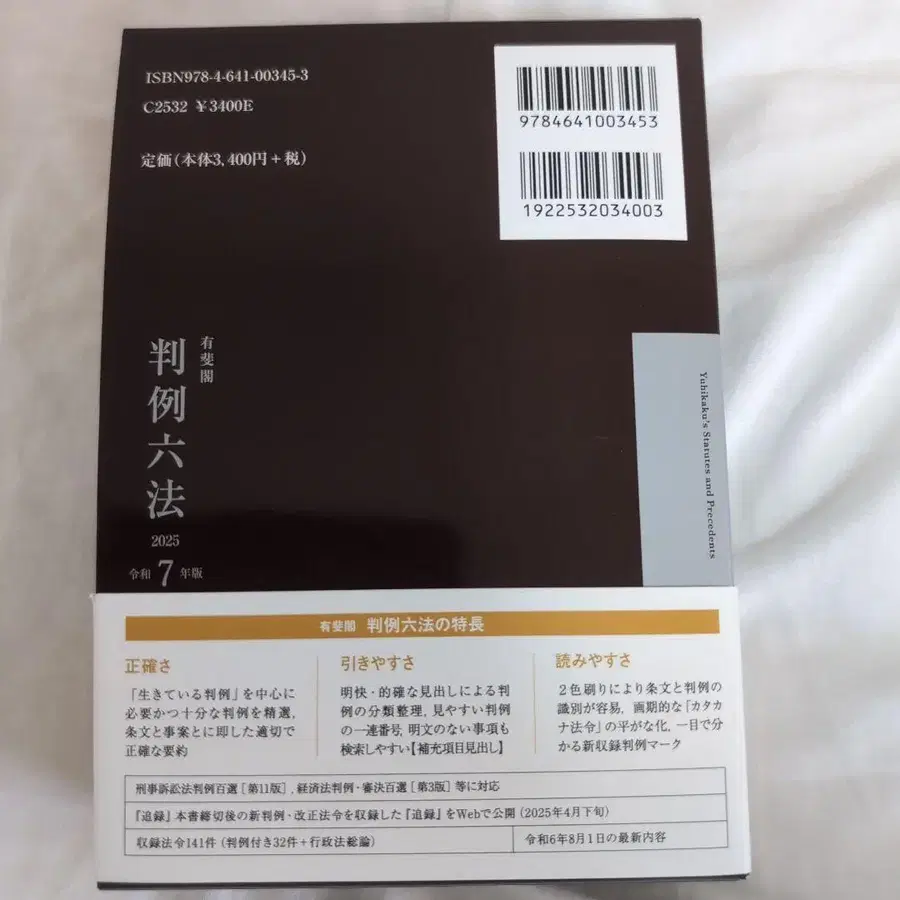 ISBN978-4-641-00345-3
C2532 ¥3400E
定価(本体3,400円+税)
9784641003453
1922532034003
有斐閣
判例六法
2025
令和7年版
Yuhikaku's Statutes and Precedents
有斐閣 判例六法の特長
正確さ
「生きている判例」を中心に
必要かつ十分な判例を精選,
条文と事案とに即した適切で
正確な要約
引きやすさ
明快・的確な見出しによる判
例の分類整理, 見やすい判例
の一連番号, 明文のない事項も
検索しやすい【補充項目見出し】
読みやすさ
2色刷りにより条文と判例の
識別が容易, 画期的な「カタカ
ナ法令」の平がな化, 一目で分
かる新収録判例マーク
刑事訴訟法判例百選[第11版], 経済法判例・審決百選[第3版]等に対応
『追録』本書締切後の新判例・改正法令を収録した『追録』をWebで公開(2025年4月下旬)
収録法令141件(判例付き32件+行政法総論)
令和6年8月1日の最新内容